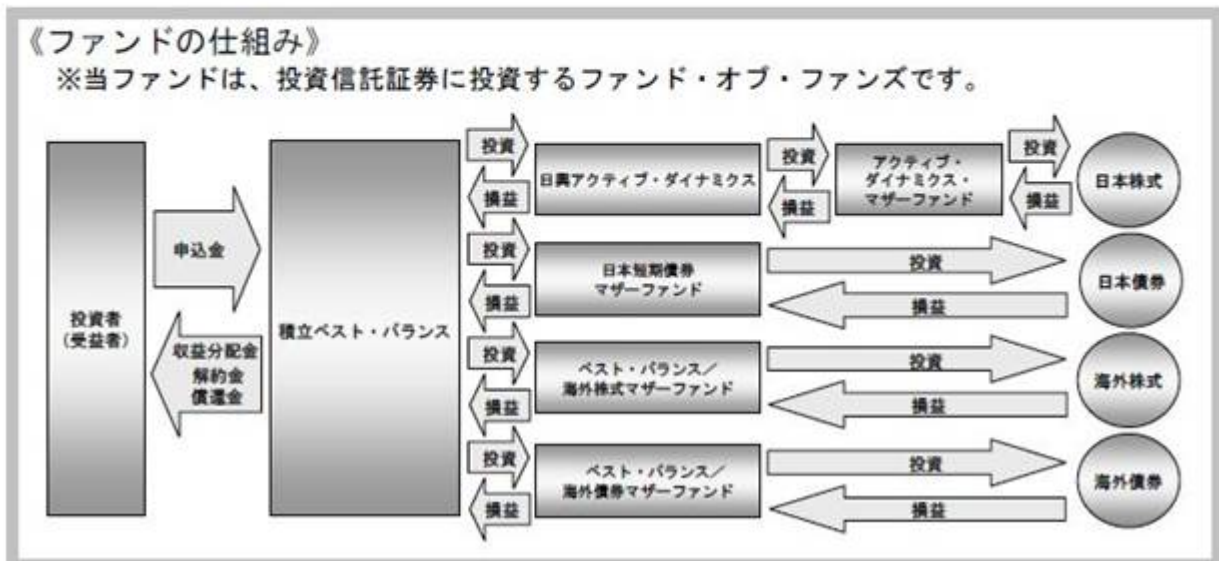 《ファンドの仕組み》
※当ファンドは、投資信託証券に投資するファンド・オブ・ファンズです。
投資者
(受益者)
申込金
収益分配金
解約金
償還金
積立ベスト・バランス
投資
損益
日興アクティブ・ダイナミクス
投資
損益
アクティブ・
ダイナミクス・
マザーファンド
投資
損益
日本株式
投資
損益
日本短期債券
マザーファンド
投資
損益
日本債券
投資
損益
ベスト・バランス/
海外株式マザーファンド
投資
損益
海外株式
投資
損益
ベスト・バランス/
海外債券マザーファンド
投資
損益
海外債券